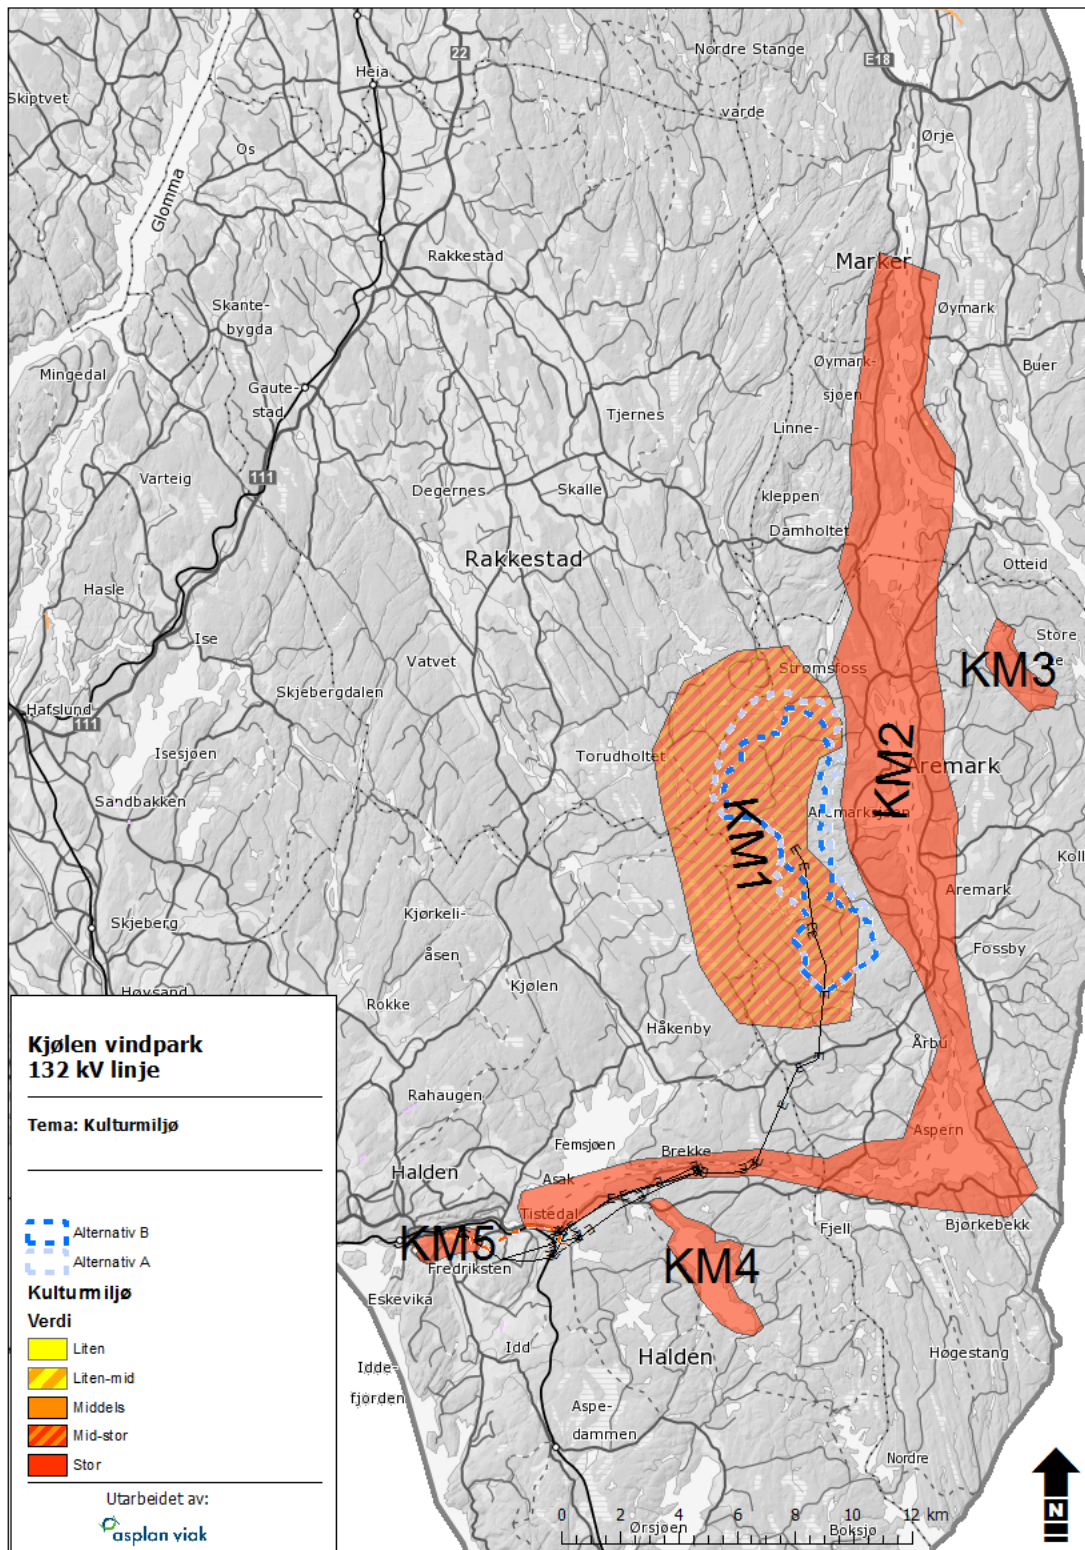 Nordre Stange
22
E18
Heia
Skiptvet
varde
Ørje
Os
Glomma
Rakkestad
Marker
Skante-
bygda
Øymark
Mingedal
Øymark-
sjøen
Buer
Gaute-
stad
Tjernes
Linne-
111
Varteig
Degernes
Skalle
kleppen
Damholtet
Rakkestad
Otteid
Hasle
Ise
Store
Vatvet
Strømsfoss
KM3
Skjebergdalen
Hafslund
111
Isesjøen
Torudholtet
KM2
Aremark
Sandbakken
KM1
Aremarksjøen
Koll
Aremark
Skjeberg
Kjørkeli-
åsen
Fossby
Kjølen
Høysand
Rokke
Håkenby
Årbu
Rahaugen
Femsjøen
Brekke
Aspern
Halden
Asak
Tistedal
Fjell
Bjørkebekk
KM5
Fredriksten
KM4
Eskevika
Idd
Halden
Høgestang
Idde-
fjorden
Aspe-
dammen
Nordre
Ørsjøen
Boksjø
Kjølen vindpark
132 kV linje
Tema: Kulturmiljø
Alternativ B
Alternativ A
Kulturmiljø
Verdi
Liten
Liten-mid
Middels
Mid-stor
Stor
Utarbeidet av:
asplan viak
0 2 4 6 8 10 12 km
N